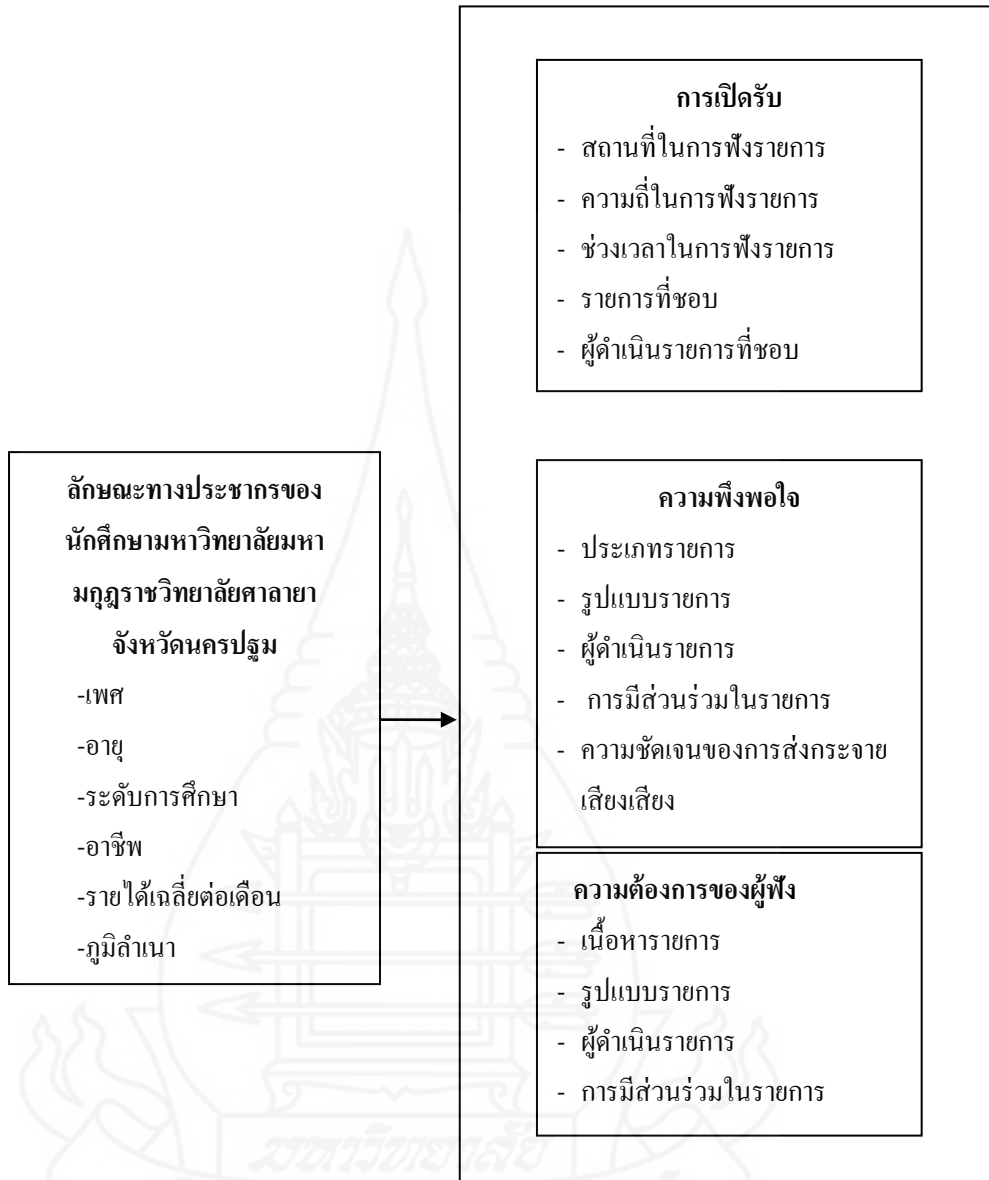 การเปิดรับ
- สถานที่ในการฟังรายการ
- ความถี่ในการฟังรายการ
- ช่วงเวลาในการฟังรายการ
- รายการที่ชอบ
- ผู้ดำเนินรายการที่ชอบ
ลักษณะทางประชากรของ
นักศึกษามหาวิทยาลัยมหา
มกุฎราชวิทยาลัยศาลายา
จังหวัดนครปฐม
-เพศ
-อายุ
-ระดับการศึกษา
-อาชีพ
-รายได้เฉลี่ยต่อเดือน
-ภูมิลำเนา
ความพึงพอใจ
- ประเภทรายการ
- รูปแบบรายการ
- ผู้ดำเนินรายการ
- การมีส่วนร่วมในรายการ
- ความชัดเจนของการส่งกระจาย
เสียงเสียง
ความต้องการของผู้ฟัง
- เนื้อหารายการ
- รูปแบบรายการ
- ผู้ดำเนินรายการ
- การมีส่วนร่วมในรายการ
มหาวิทยาลัย